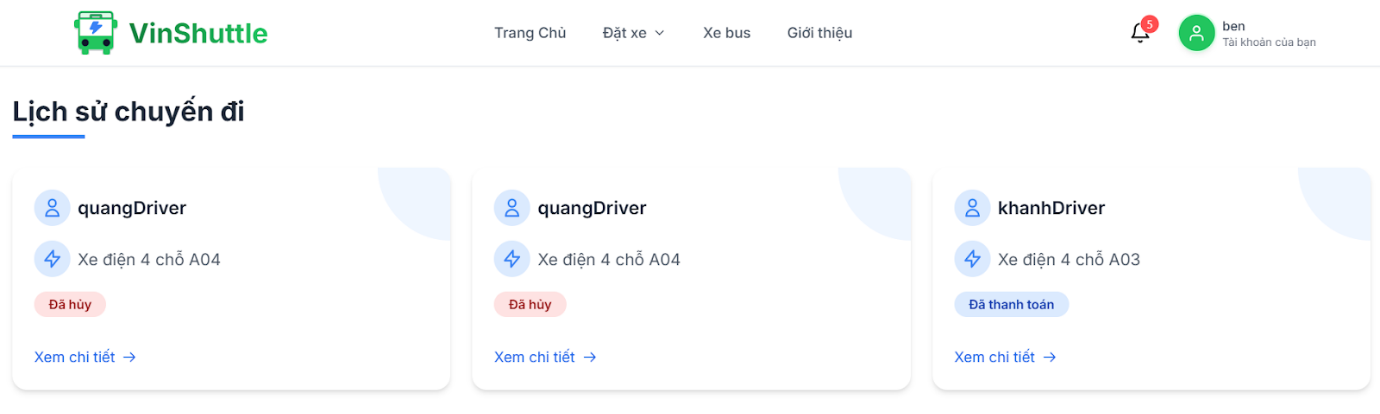 VinShuttle
Trang Chủ
Đặt xe
Xe bus
Giới thiệu
5
ben
Tài khoản của bạn
Lịch sử chuyến đi
quangDriver
Xe điện 4 chỗ A04
Đã hủy
Xem chi tiết →
quangDriver
Xe điện 4 chỗ A04
Đã hủy
Xem chi tiết →
khanhDriver
Xe điện 4 chỗ A03
Đã thanh toán
Xem chi tiết →